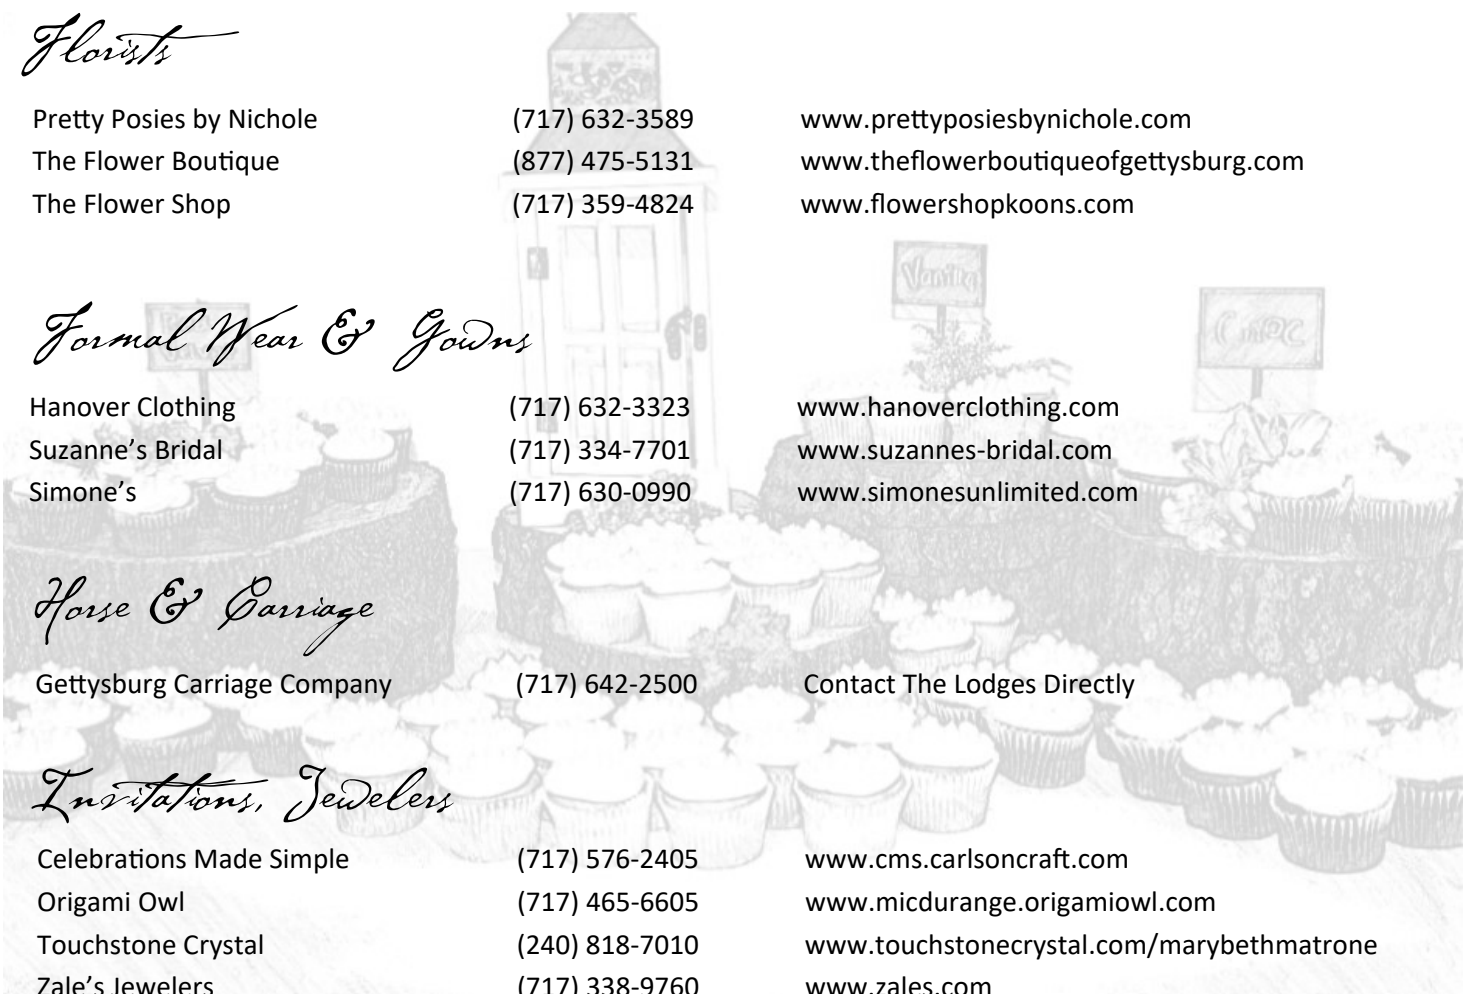 Florists
Pretty Posies by Nichole (717) 632-3589 www.prettyposiesbynichole.com
The Flower Boutique (877) 475-5131 www.theflowerboutiqueofgettysburg.com
The Flower Shop (717) 359-4824 www.flowershopkoons.com
Vanilla
Formal Wear & Gowns
Hanover Clothing (717) 632-3323 www.hanoverclothing.com
Suzanne’s Bridal (717) 334-7701 www.suzannes-bridal.com
Simone’s (717) 630-0990 www.simonesunlimited.com
Horse & Carriage
Gettysburg Carriage Company (717) 642-2500 Contact The Lodges Directly
Invitations, Jewelers
Celebrations Made Simple (717) 576-2405 www.cms.carlsoncraft.com
Origami Owl (717) 465-6605 www.micdurange.origamiowl.com
Touchstone Crystal (240) 818-7010 www.touchstonecrystal.com/marybethmatrone
Zale’s Jewelers (717) 338-9760 www.zales.com